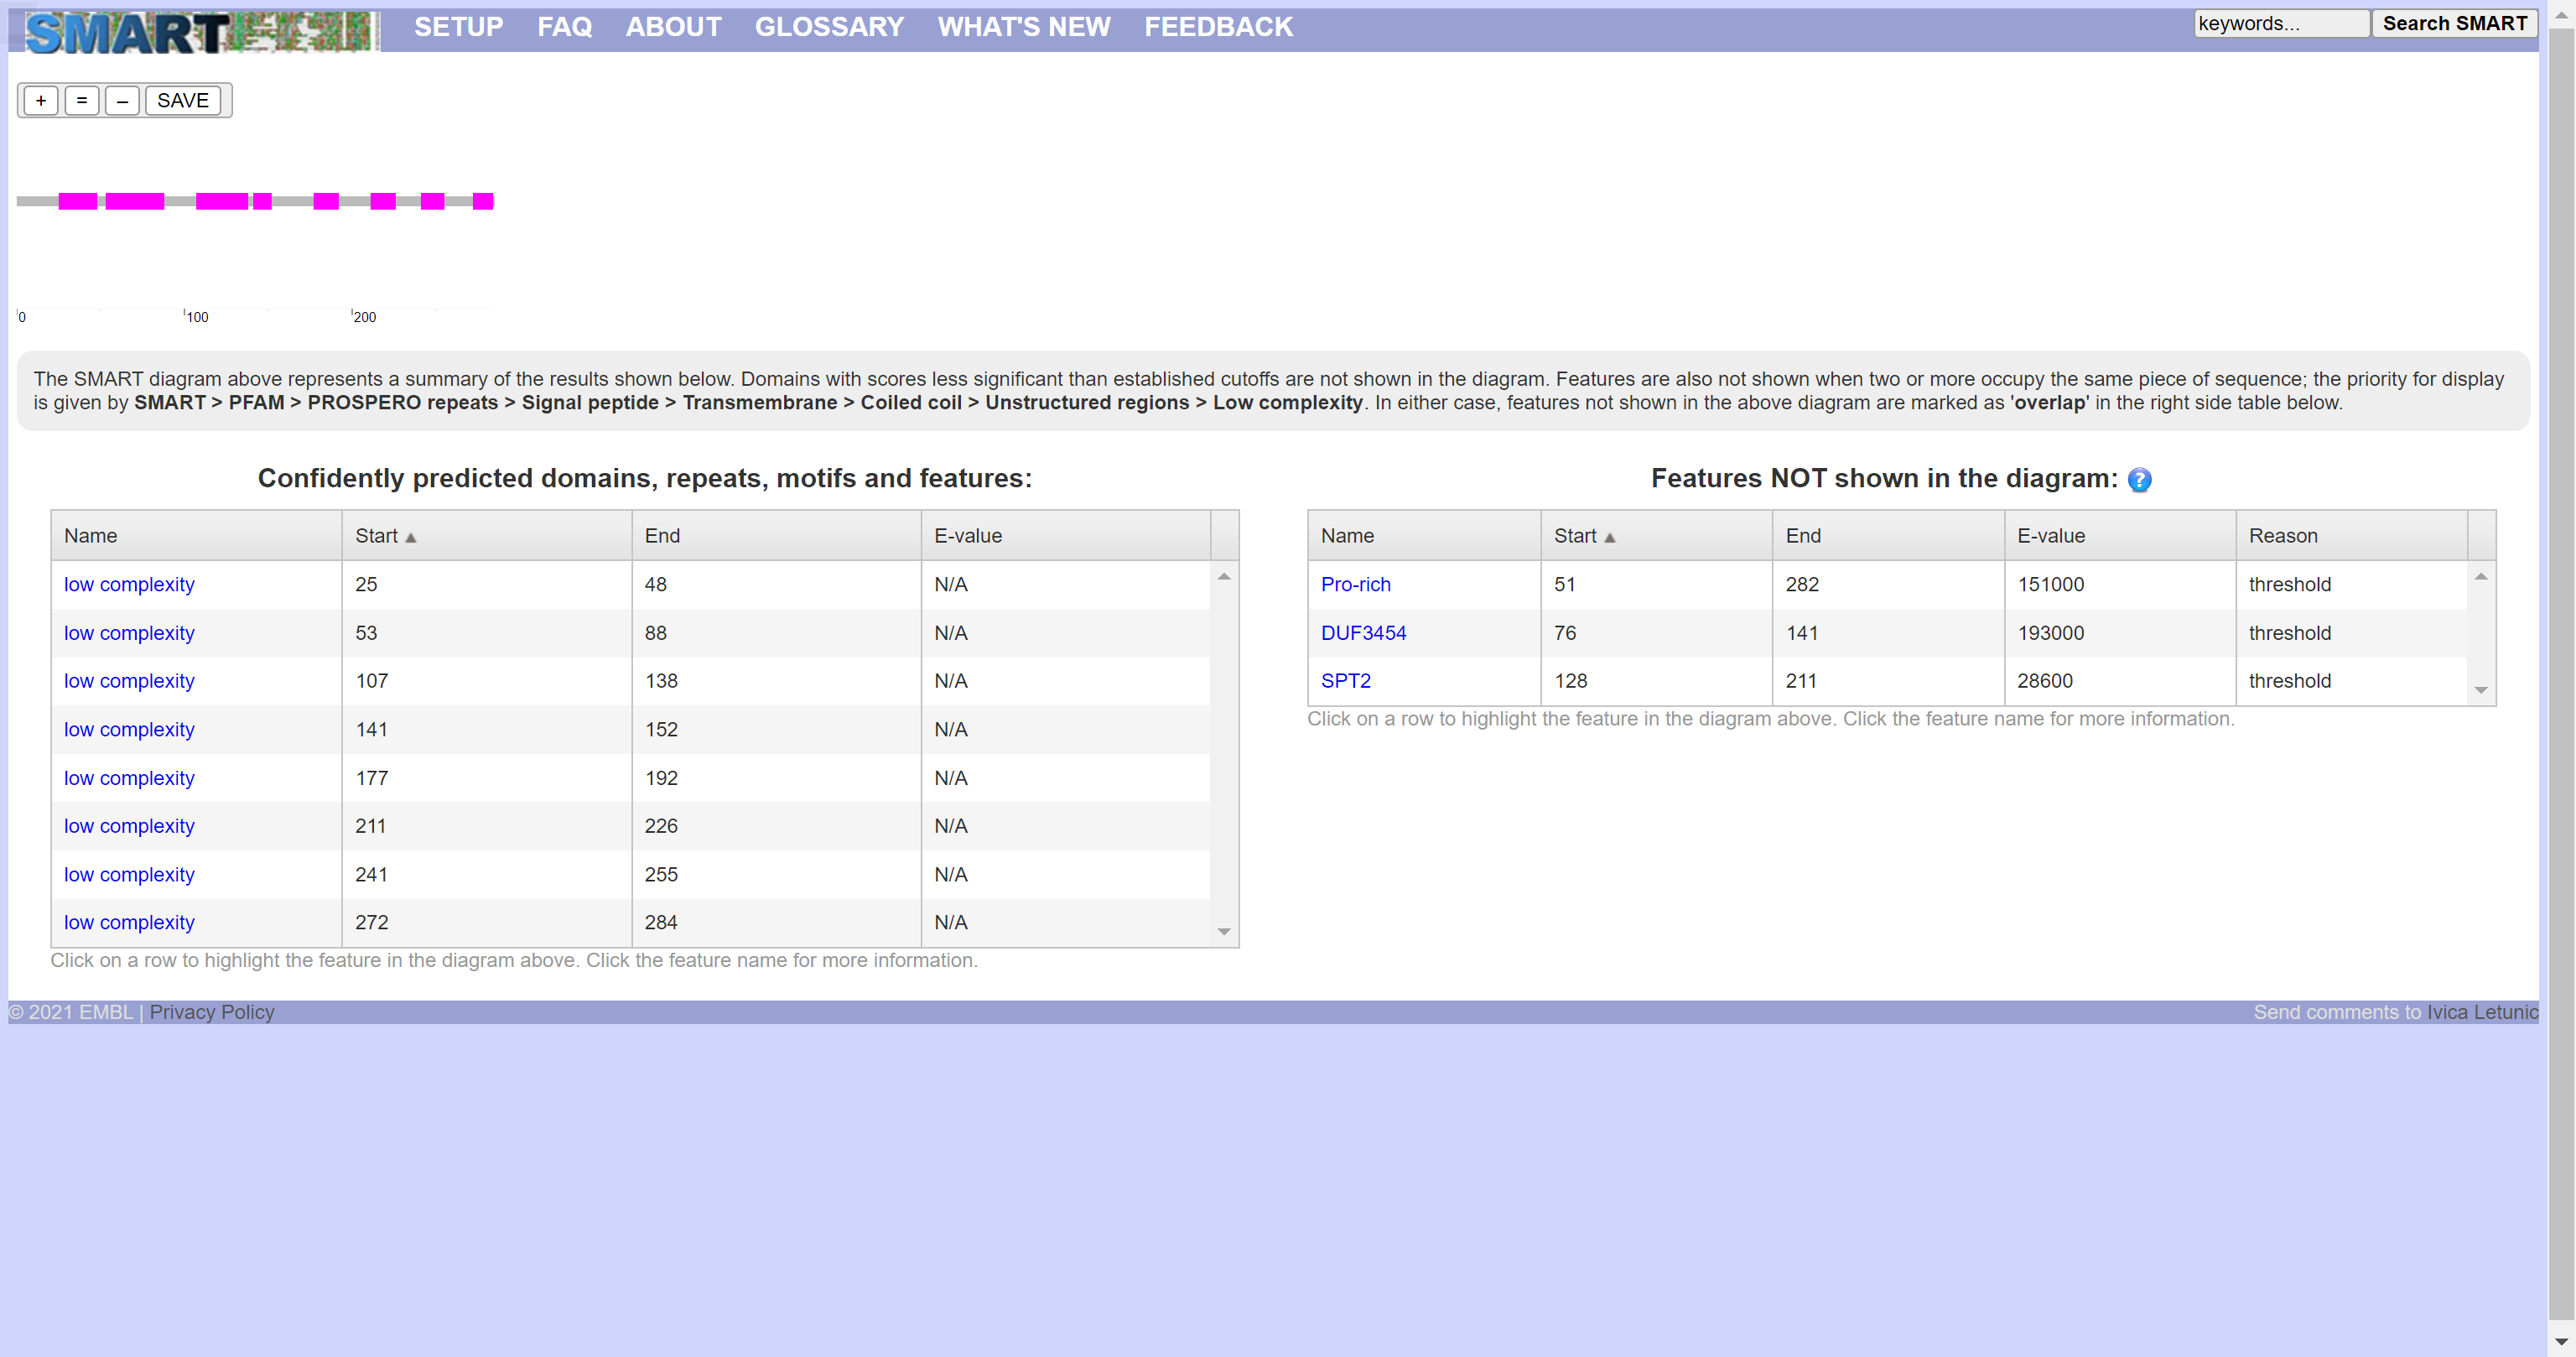 SMART SETUP FAQ ABOUT GLOSSARY WHAT'S NEW FEEDBACK keywords... Search SMART
+ = – SAVE
0 100 200
The SMART diagram above represents a summary of the results shown below. Domains with scores less significant than established cutoffs are not shown in the diagram. Features are also not shown when two or more occupy the same piece of sequence; the priority for display
is given by SMART > PFAM > PROSPERO repeats > Signal peptide > Transmembrane > Coiled coil > Unstructured regions > Low complexity. In either case, features not shown in the above diagram are marked as 'overlap' in the right side table below.
Confidently predicted domains, repeats, motifs and features:
Name Start End E-value
low complexity 25 48 N/A
low complexity 53 88 N/A
low complexity 107 138 N/A
low complexity 141 152 N/A
low complexity 177 192 N/A
low complexity 211 226 N/A
low complexity 241 255 N/A
low complexity 272 284 N/A
Click on a row to highlight the feature in the diagram above. Click the feature name for more information.
Features NOT shown in the diagram: ?
Name Start End E-value Reason
Pro-rich 51 282 151000 threshold
DUF3454 76 141 193000 threshold
SPT2 128 211 28600 threshold
Click on a row to highlight the feature in the diagram above. Click the feature name for more information.
© 2021 EMBL | Privacy Policy Send comments to Ivica Letunic